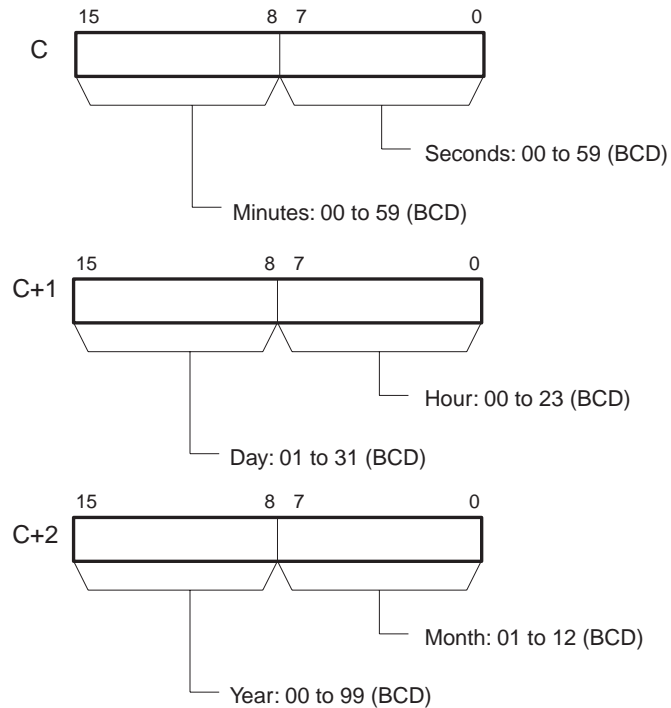 15 8 7 0
C
Seconds: 00 to 59 (BCD)
Minutes: 00 to 59 (BCD)
15 8 7 0
C+1
Hour: 00 to 23 (BCD)
Day: 01 to 31 (BCD)
15 8 7 0
C+2
Month: 01 to 12 (BCD)
Year: 00 to 99 (BCD)